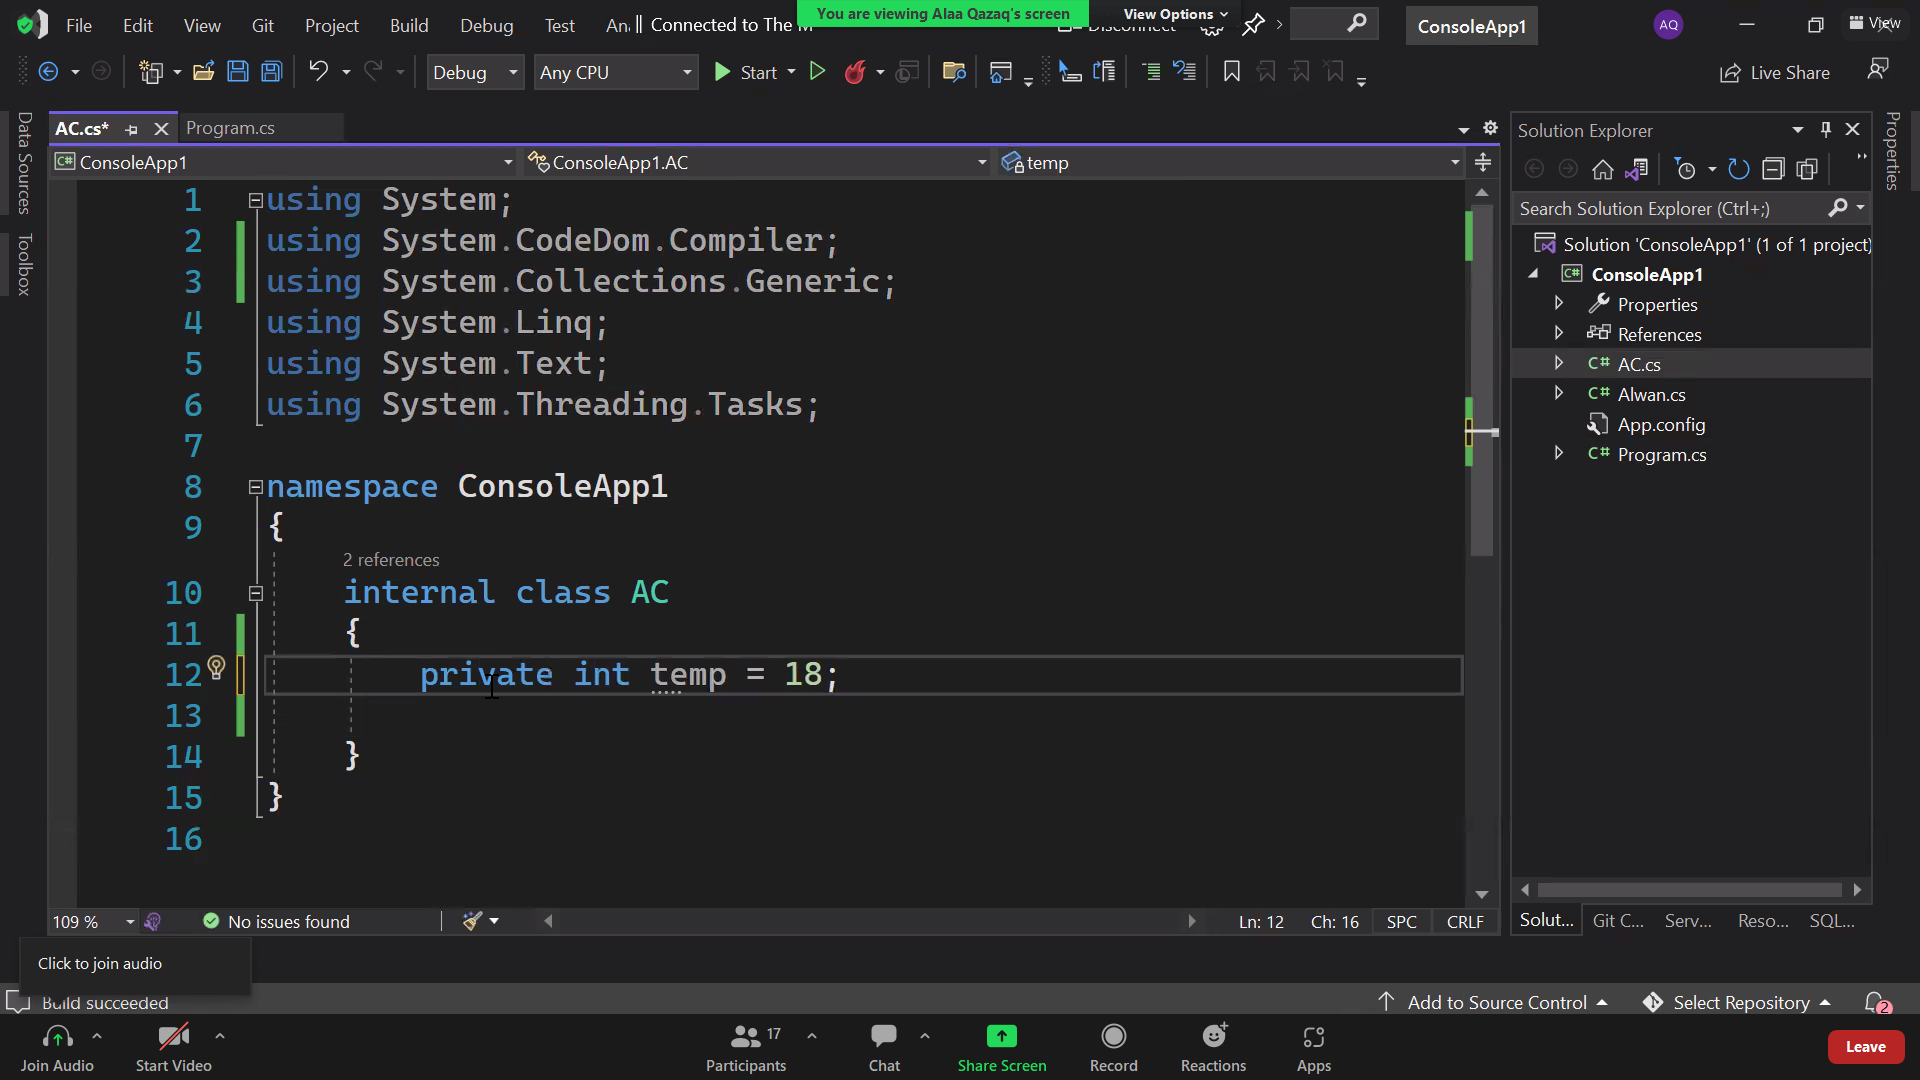 You are viewing Alaa Qazaq's screen
View Options
View
File Edit View Git Project Build Debug Test An
Connected to The M
Disconnect
ConsoleApp1
AQ
Debug
Any CPU
Start
Live Share
Data Sources
Toolbox
AC.cs*
Program.cs
ConsoleApp1
ConsoleApp1.AC
temp
1 using System;
2 using System.CodeDom.Compiler;
3 using System.Collections.Generic;
4 using System.Linq;
5 using System.Text;
6 using System.Threading.Tasks;
7
8 namespace ConsoleApp1
9 {
2 references
10 internal class AC
11 {
12 private int temp = 18;
13
14 }
15 }
16
109 %
No issues found
Ln: 12
Ch: 16
SPC
CRLF
Solution Explorer
Search Solution Explorer (Ctrl+;)
Solution 'ConsoleApp1' (1 of 1 project)
ConsoleApp1
Properties
References
C# AC.cs
C# Alwan.cs
App.config
C# Program.cs
Solut... Git C... Serv... Reso... SQL...
Properties
Click to join audio
Build succeeded
Add to Source Control
Select Repository
2
Join Audio
Start Video
Participants
17
Chat
Share Screen
Record
Reactions
Apps
Leave